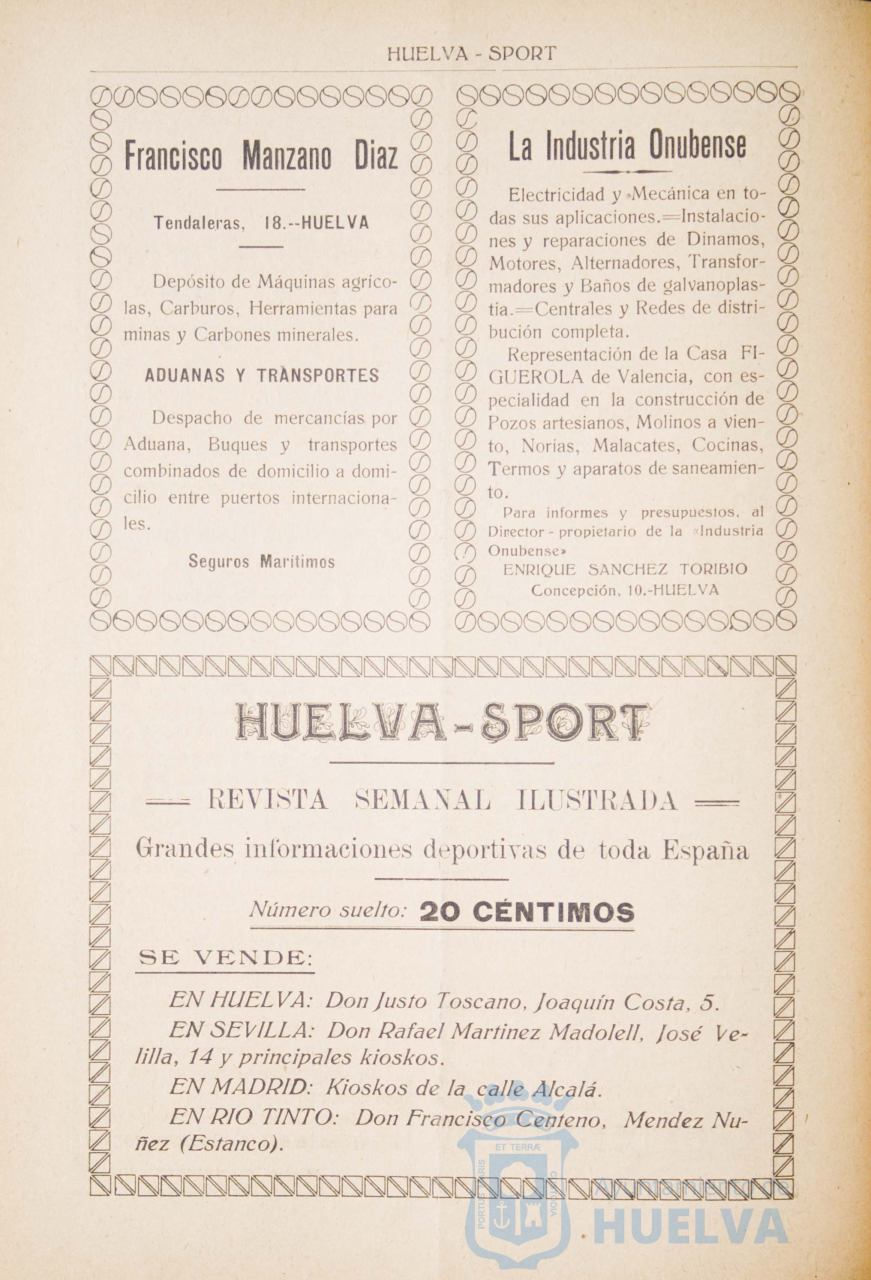 HUELVA - SPORT
Francisco Manzano Diaz
Tendaleras, 18.--HUELVA
Depósito de Máquinas agríco-
las, Carburos, Herramientas para
minas y Carbones minerales.
ADUANAS Y TRANSPORTES
Despacho de mercancías por
Aduana, Buques y transportes
combinados de domicilio a domi-
cilio entre puertos internaciona-
les.
Seguros Marítimos
La Industria Onubense
Electricidad y Mecánica en to-
das sus aplicaciones.=Instalacio-
nes y reparaciones de Dinamos,
Motores, Alternadores, Transfor-
madores y Baños de galvanoplas-
tia.=Centrales y Redes de distri-
bución completa.
Representación de la Casa FI-
GUEROLA de Valencia, con es-
pecialidad en la construcción de
Pozos artesianos, Molinos a vien-
to, Norias, Malacates, Cocinas,
Termos y aparatos de saneamien-
to.
Para informes y presupuestos, al
Director - propietario de la «Industria
Onubense»
ENRIQUE SANCHEZ TORIBIO
Concepción, 10.-HUELVA
HUELVA-SPORT
REVISTA SEMANAL ILUSTRADA
Grandes informaciones deportivas de toda España
Número suelto: 20 CÉNTIMOS
SE VENDE:
EN HUELVA: Don Justo Toscano, Joaquín Costa, 5.
EN SEVILLA: Don Rafael Martinez Madolell, José Ve-
lilla, 14 y principales kioskos.
EN MADRID: Kioskos de la calle Alcalá.
EN RIO TINTO: Don Francisco Centeno, Mendez Nu-
ñez (Estanco).
ET TERRÆ
PORTUS MARIS
CUSTODIA
Ayuntamiento de
HUELVA